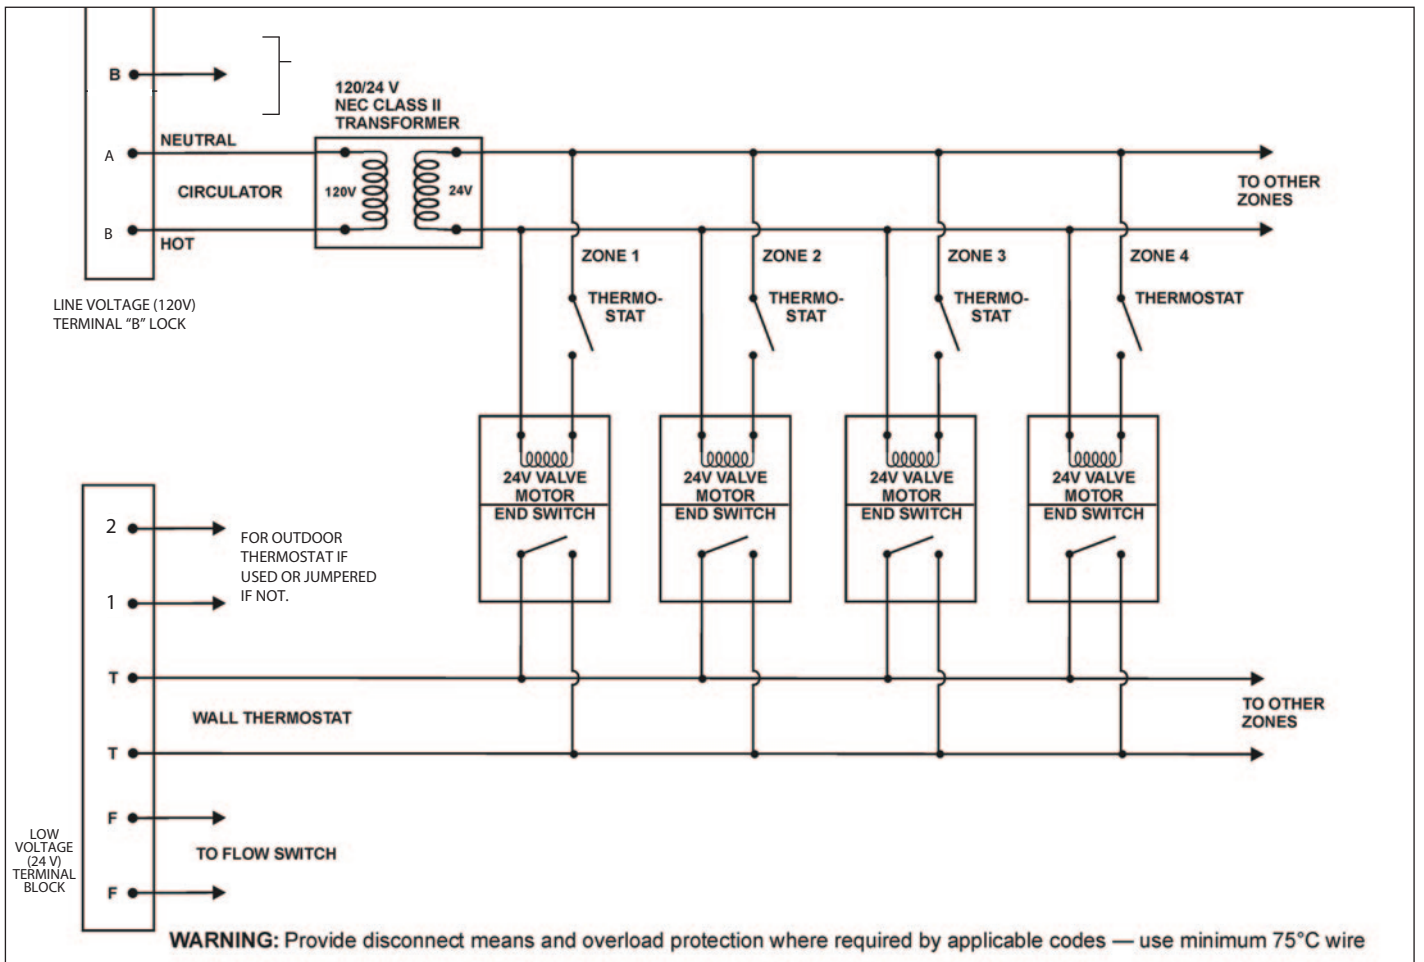 B
120/24 V
NEC CLASS II
TRANSFORMER
A
NEUTRAL
CIRCULATOR
120V
24V
TO OTHER
ZONES
B
HOT
LINE VOLTAGE (120V)
TERMINAL “B” LOCK
ZONE 1
THERMO-
STAT
ZONE 2
THERMO-
STAT
ZONE 3
THERMO-
STAT
ZONE 4
THERMOSTAT
24V VALVE
MOTOR
END SWITCH
24V VALVE
MOTOR
END SWITCH
24V VALVE
MOTOR
END SWITCH
24V VALVE
MOTOR
END SWITCH
2
FOR OUTDOOR
THERMOSTAT IF
USED OR JUMPERED
IF NOT.
1
T
WALL THERMOSTAT
T
TO OTHER
ZONES
F
TO FLOW SWITCH
F
LOW
VOLTAGE
(24 V)
TERMINAL
BLOCK
WARNING: Provide disconnect means and overload protection where required by applicable codes — use minimum 75°C wire